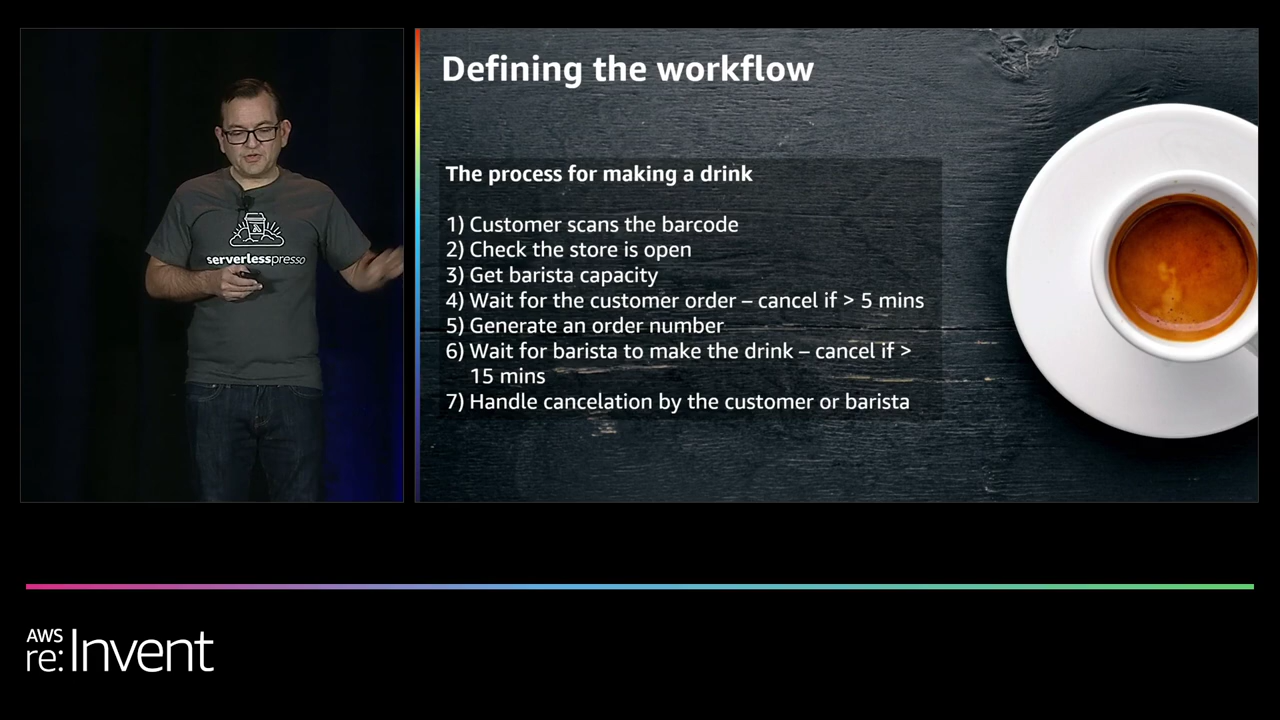 Defining the workflow
The process for making a drink
1) Customer scans the barcode
2) Check the store is open
3) Get barista capacity
4) Wait for the customer order – cancel if > 5 mins
5) Generate an order number
6) Wait for barista to make the drink – cancel if >
15 mins
7) Handle cancelation by the customer or barista
serverlesspresso
AWS
re:Invent